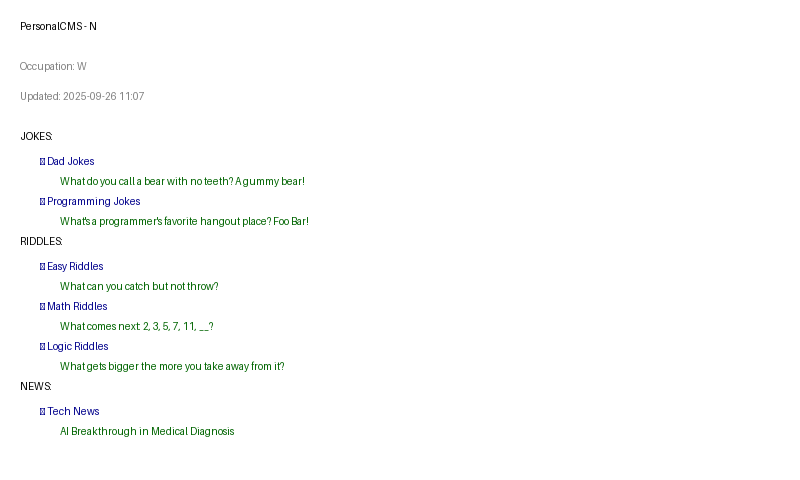 PersonalCMS - N
Occupation: W
Updated: 2025-09-26 11:07
JOKES:
Dad Jokes
What do you call a bear with no teeth? A gummy bear!
Programming Jokes
What's a programmer's favorite hangout place? Foo Bar!
RIDDLES:
Easy Riddles
What can you catch but not throw?
Math Riddles
What comes next: 2, 3, 5, 7, 11, __?
Logic Riddles
What gets bigger the more you take away from it?
NEWS:
Tech News
AI Breakthrough in Medical Diagnosis